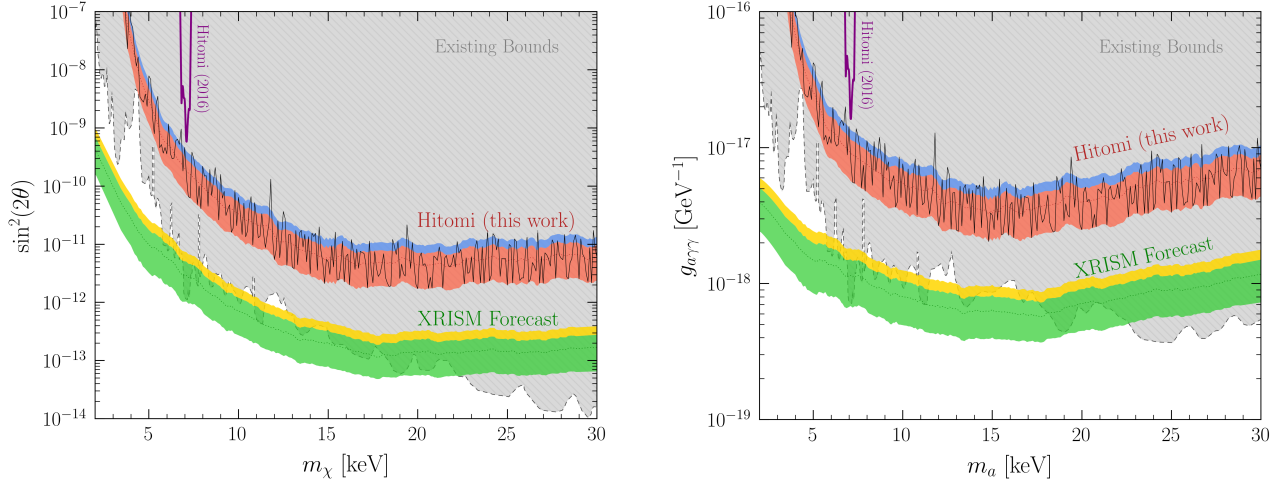 10^{-7}
10^{-8}
10^{-9}
10^{-10}
10^{-11}
10^{-12}
10^{-13}
10^{-14}
sin²(2θ)
Existing Bounds
Hitomi (2016)
Hitomi (this work)
XRISM Forecast
5 10 15 20 25 30
m_χ [keV]
10^{-16}
10^{-17}
10^{-18}
10^{-19}
g_{aγγ} [GeV^{-1}]
Existing Bounds
Hitomi (2016)
Hitomi (this work)
XRISM Forecast
5 10 15 20 25 30
m_a [keV]